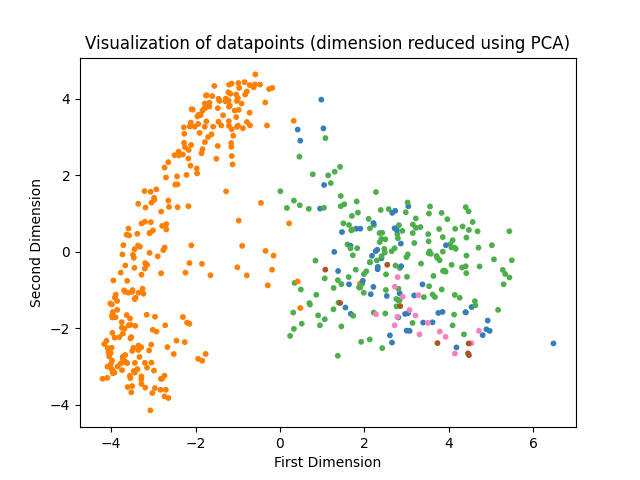 Visualization of datapoints (dimension reduced using PCA)
4
2
0
−2
−4
Second Dimension
−4 −2 0 2 4 6
First Dimension